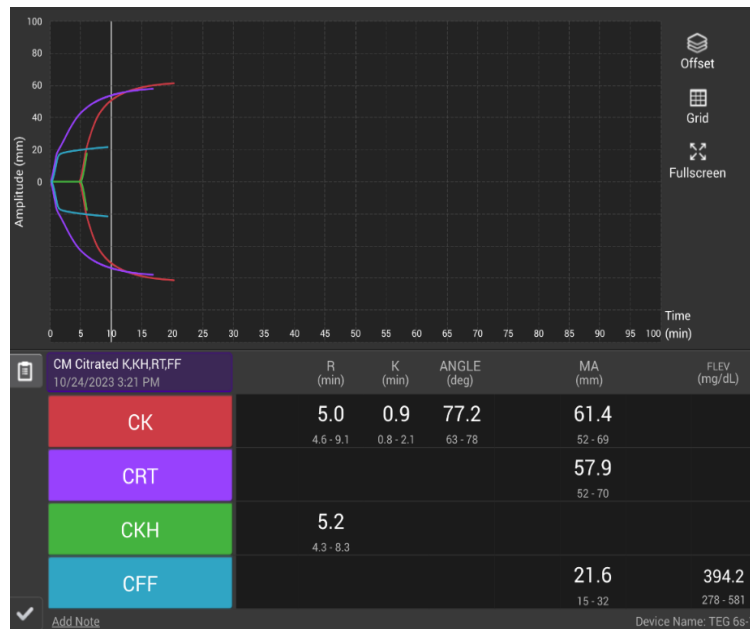 100
80
60
40
20
0
Amplitude (mm)
Offset
Grid
Fullscreen
Time
0 5 10 15 20 25 30 35 40 45 50 55 60 65 70 75 80 85 90 95 100 (min)
CM Citrated K,KH,RT,FF
10/24/2023 3:21 PM
R (min)
K (min)
ANGLE (deg)
MA (mm)
FLEV (mg/dL)
CK 5.0 0.9 77.2 61.4
4.6 - 9.1 0.8 - 2.1 63 - 78 52 - 69
CRT 57.9
52 - 70
CKH 5.2
4.3 - 8.3
CFF 21.6 394.2
15 - 32 278 - 581
Add Note Device Name: TEG 6s-